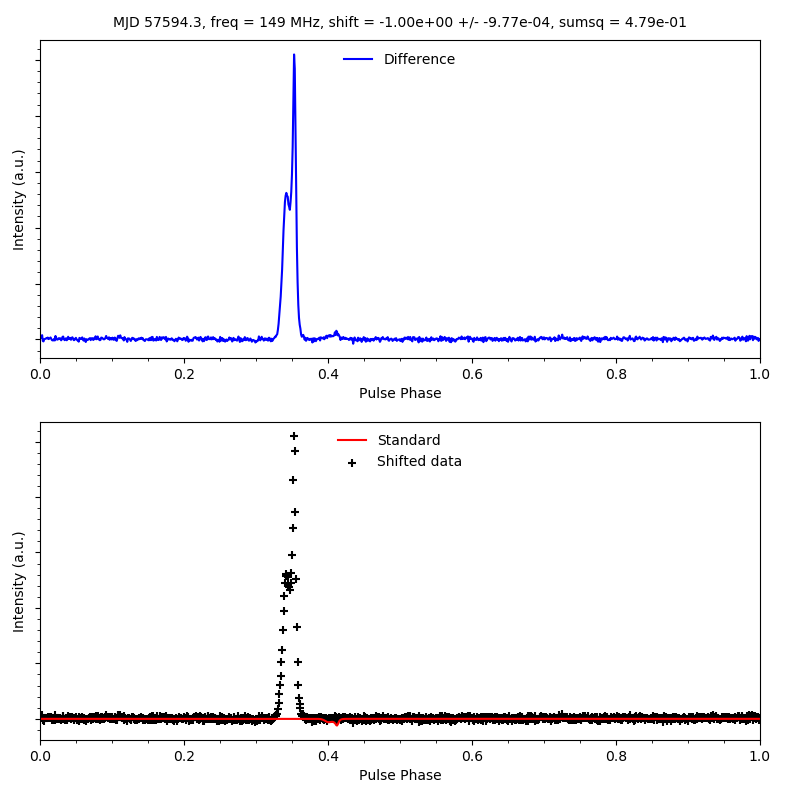 MJD 57594.3, freq = 149 MHz, shift = -1.00e+00 +/- -9.77e-04, sumsq = 4.79e-01
Difference
Intensity (a.u.)
0.0 0.2 0.4 0.6 0.8 1.0
Pulse Phase
Standard
Shifted data
Intensity (a.u.)
0.0 0.2 0.4 0.6 0.8 1.0
Pulse Phase